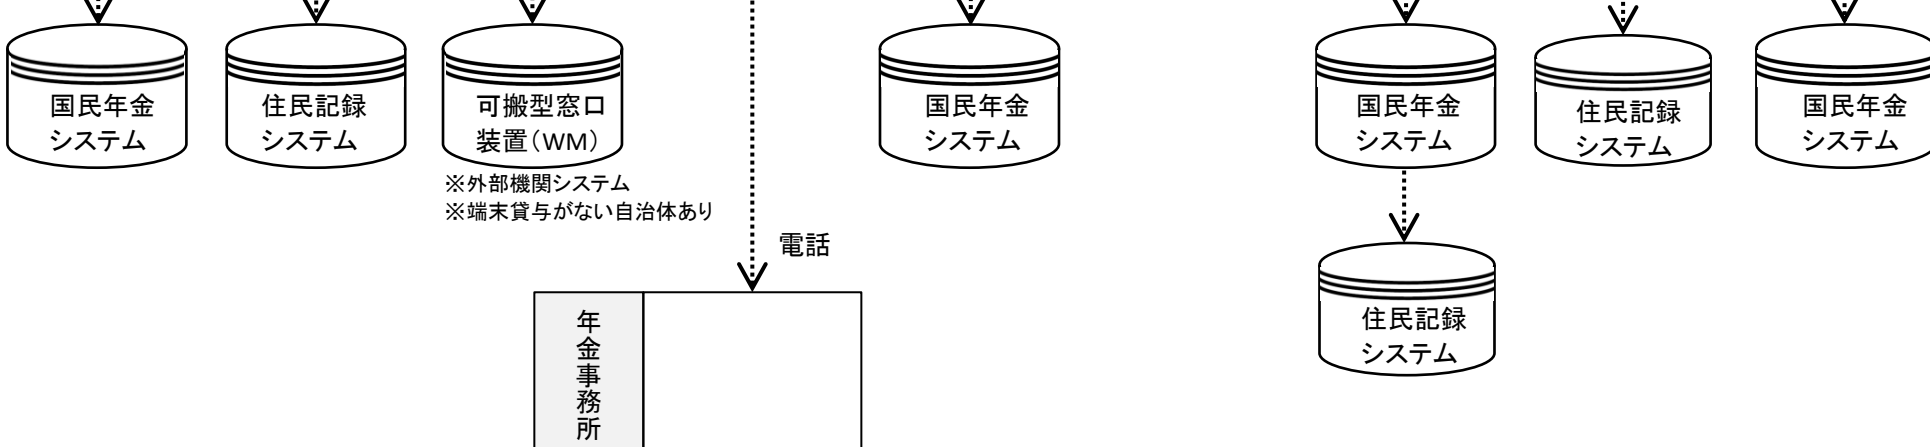 国民年金
システム
住民記録
システム
可搬型窓口
装置（WM）
※外部機関システム
※端末貸与がない自治体あり
電話
年金事務所
国民年金
システム
国民年金
システム
住民記録
システム
住民記録
システム
国民年金
システム